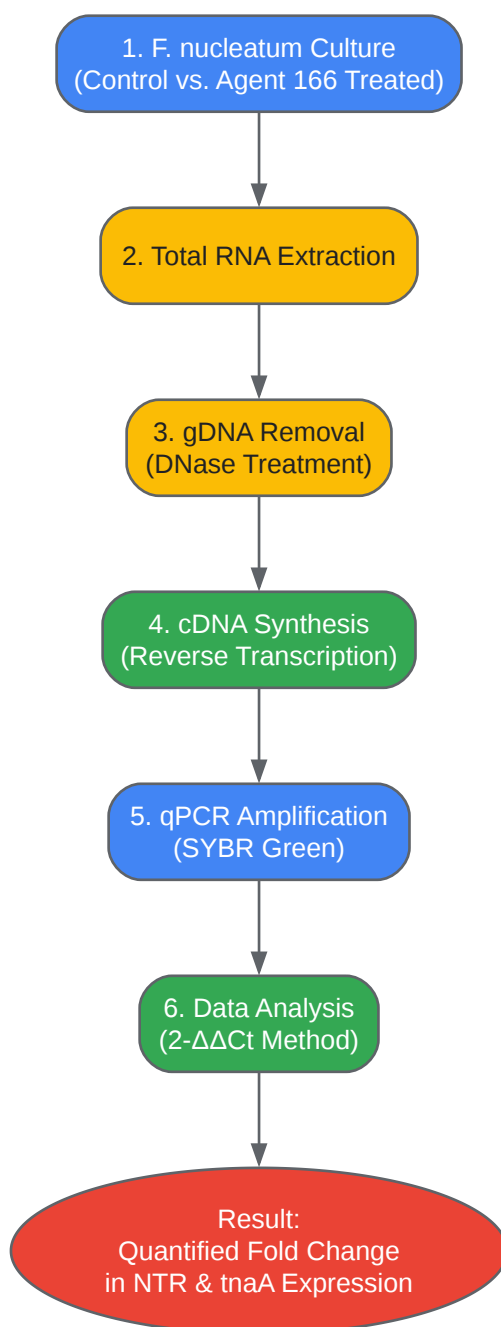 1. F. nucleatum Culture
(Control vs. Agent 166 Treated)
2. Total RNA Extraction
3. gDNA Removal
(DNase Treatment)
4. cDNA Synthesis
(Reverse Transcription)
5. qPCR Amplification
(SYBR Green)
6. Data Analysis
(2-ΔΔCt Method)
Result:
Quantified Fold Change
in NTR & tnaA Expression